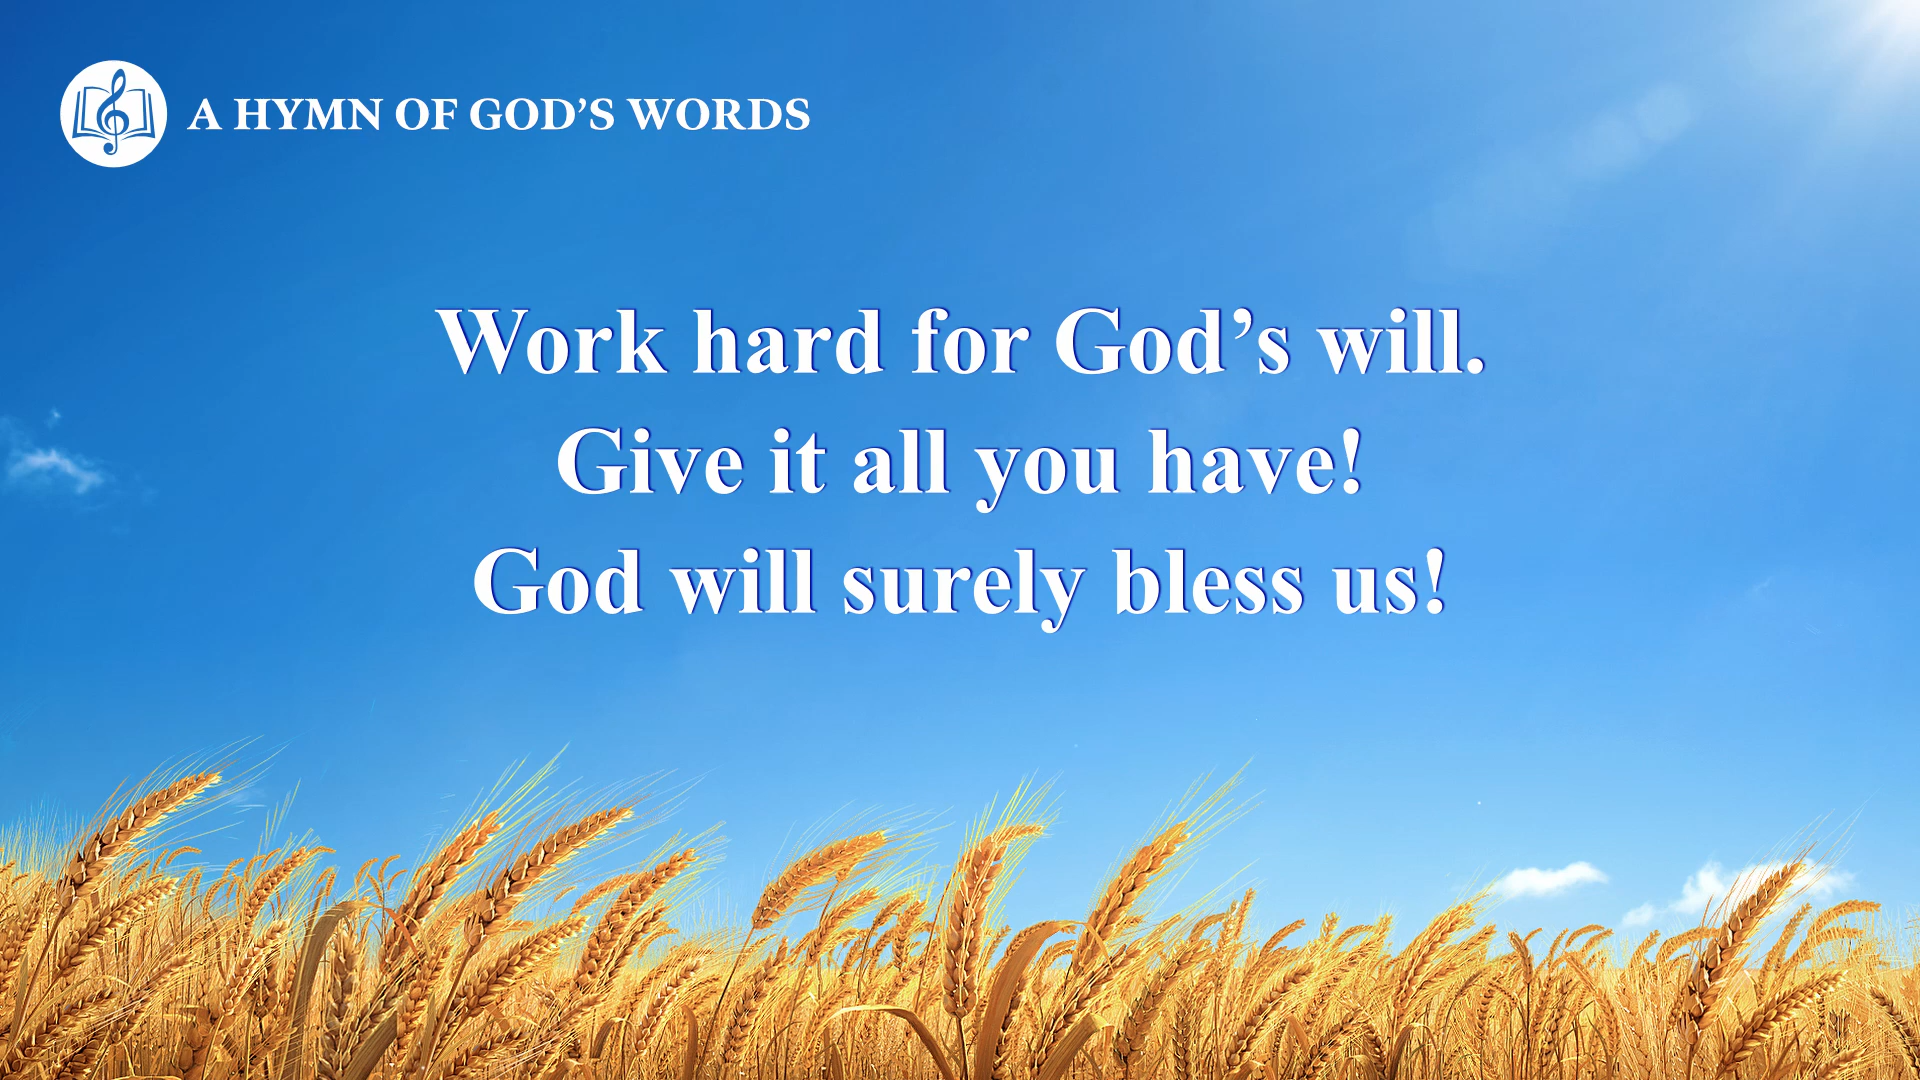 A HYMN OF GOD’S WORDS
Work hard for God’s will.
Give it all you have!
God will surely bless us!